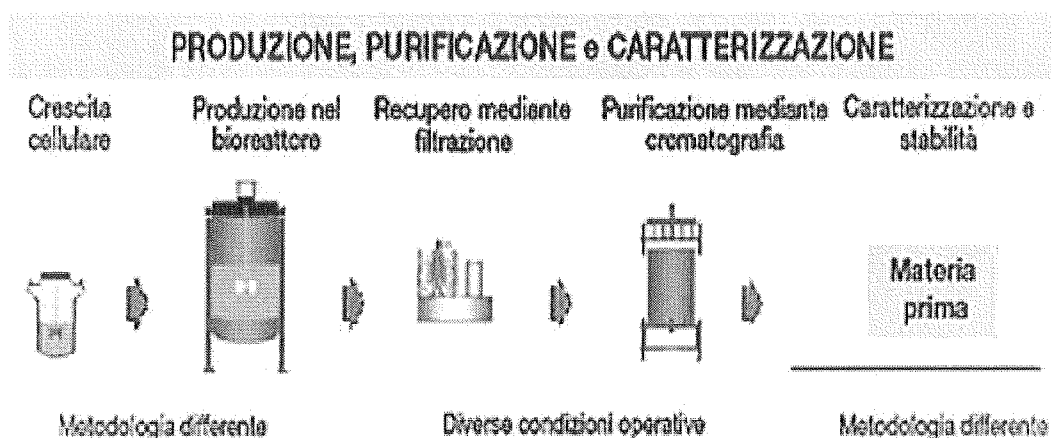 PRODUZIONE, PURIFICAZIONE e CARATTERIZZAZIONE
Crescita
cellulare
Produzione nel
bioreattore
Recupero mediante
filtrazione
Purificazione mediante
cromatografia
Caratterizzazione e
stabilità
Materia
prima
Metodologia differente
Diverse condizioni operative
Metodologia differente